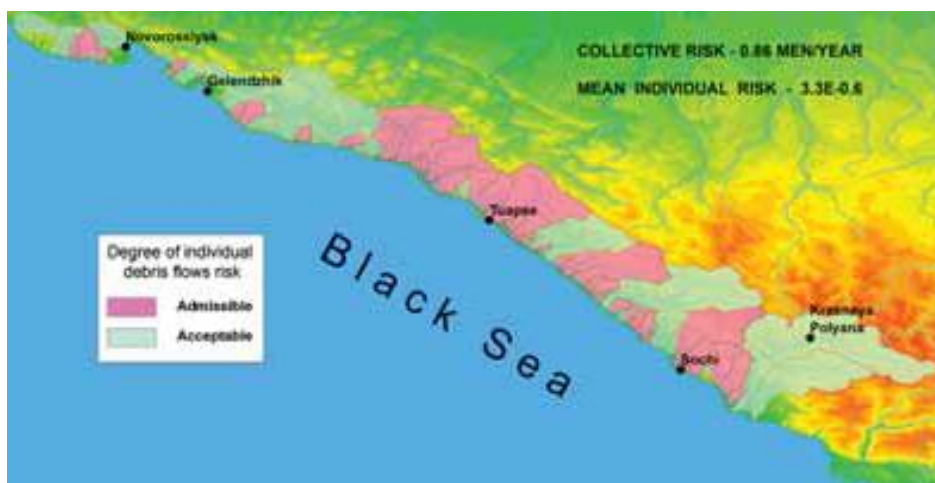 Novorossiysk
COLLECTIVE RISK - 0.86 MEN/YEAR
Gelendzhik
MEAN INDIVIDUAL RISK - 3.3E-0.6
Tuapse
Black Sea
Degree of individual
debris flows risk
Admissible
Acceptable
Krasnaya
Polyana
Sochi